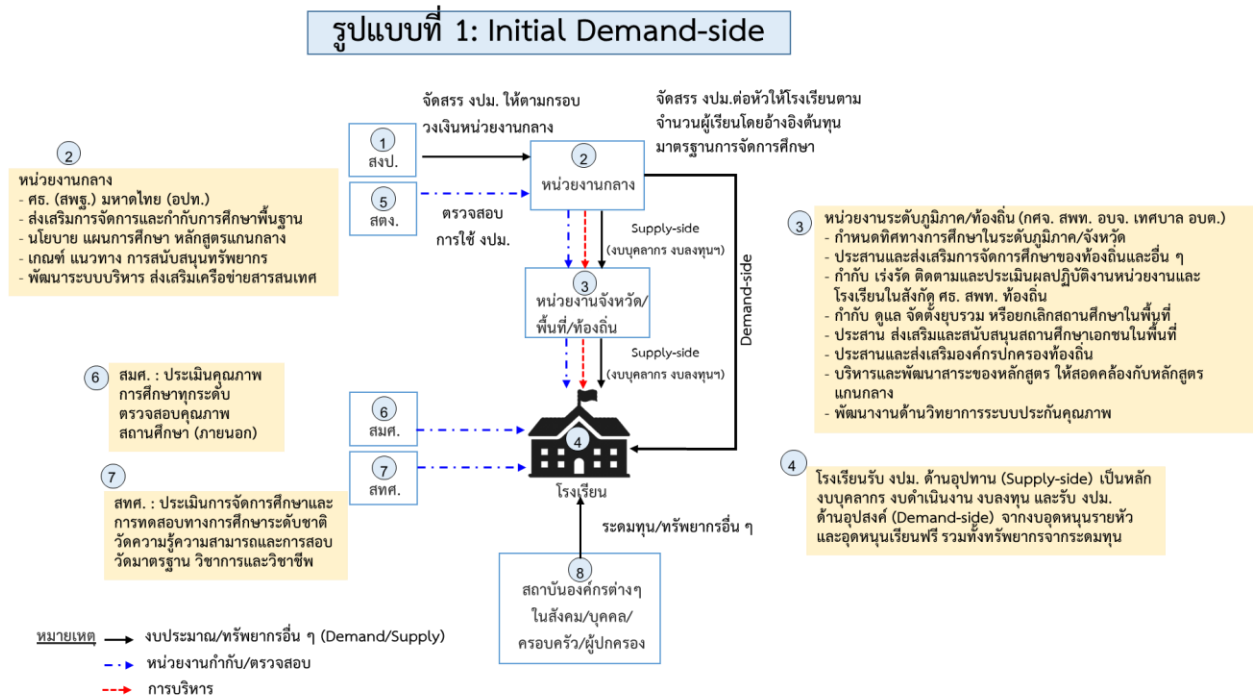 รูปแบบที่ 1: Initial Demand-side
จัดสรร งปม. ให้ตามกรอบ
วงเงินหน่วยงานกลาง
จัดสรร งปม.ต่อหัวให้โรงเรียนตาม
จำนวนผู้เรียนโดยอ้างอิงต้นทุน
มาตรฐานการจัดการศึกษา
1
สงป.
2
หน่วยงานกลาง
5
สตง.
ตรวจสอบ
การใช้ งปม.
Supply-side
(งบบุคลากร งบลงทุนฯ)
Demand-side
3
หน่วยงานจังหวัด/
พื้นที่/ท้องถิ่น
Supply-side
(งบบุคลากร งบลงทุนฯ)
6
สมศ.
7
สทศ.
4
โรงเรียน
ระดมทุน/ทรัพยากรอื่น ๆ
8
สถาบันองค์กรต่างๆ
ในสังคม/บุคคล/
ครอบครัว/ผู้ปกครอง
2
หน่วยงานกลาง
- ศธ. (สพฐ.) มหาดไทย (อปท.)
- ส่งเสริมการจัดการและกำกับการศึกษาพื้นฐาน
- นโยบาย แผนการศึกษา หลักสูตรแกนกลาง
- เกณฑ์ แนวทาง การสนับสนุนทรัพยากร
- พัฒนาระบบบริหาร ส่งเสริมเครือข่ายสารสนเทศ
6
สมศ. : ประเมินคุณภาพ
การศึกษาทุกระดับ
ตรวจสอบคุณภาพ
สถานศึกษา (ภายนอก)
7
สทศ. : ประเมินการจัดการศึกษาและ
การทดสอบทางการศึกษาระดับชาติ
วัดความรู้ความสามารถและการสอบ
วัดมาตรฐาน วิชาการและวิชาชีพ
3
หน่วยงานระดับภูมิภาค/ท้องถิ่น (กศจ. สพท. อบจ. เทศบาล อบต.)
- กำหนดทิศทางการศึกษาในระดับภูมิภาค/จังหวัด
- ประสานและส่งเสริมการจัดการศึกษาของท้องถิ่นและอื่น ๆ
- กำกับ เร่งรัด ติดตามและประเมินผลปฏิบัติงานหน่วยงานและ
โรงเรียนในสังกัด ศธ. สพท. ท้องถิ่น
- กำกับ ดูแล จัดตั้งยุบรวม หรือยกเลิกสถานศึกษาในพื้นที่
- ประสาน ส่งเสริมและสนับสนุนสถานศึกษาเอกชนในพื้นที่
- ประสานและส่งเสริมองค์กรปกครองท้องถิ่น
- บริหารและพัฒนาสาระของหลักสูตร ให้สอดคล้องกับหลักสูตร
แกนกลาง
- พัฒนางานด้านวิทยาการระบบประกันคุณภาพ
4
โรงเรียนรับ งปม. ด้านอุปทาน (Supply-side) เป็นหลัก
งบบุคลากร งบดำเนินงาน งบลงทุน และรับ งปม.
ด้านอุปสงค์ (Demand-side) จากงบอุดหนุนรายหัว
และอุดหนุนเรียนฟรี รวมทั้งทรัพยากรจากระดมทุน
หมายเหตุ งบประมาณ/ทรัพยากรอื่น ๆ (Demand/Supply)
หน่วยงานกำกับ/ตรวจสอบ
การบริหาร